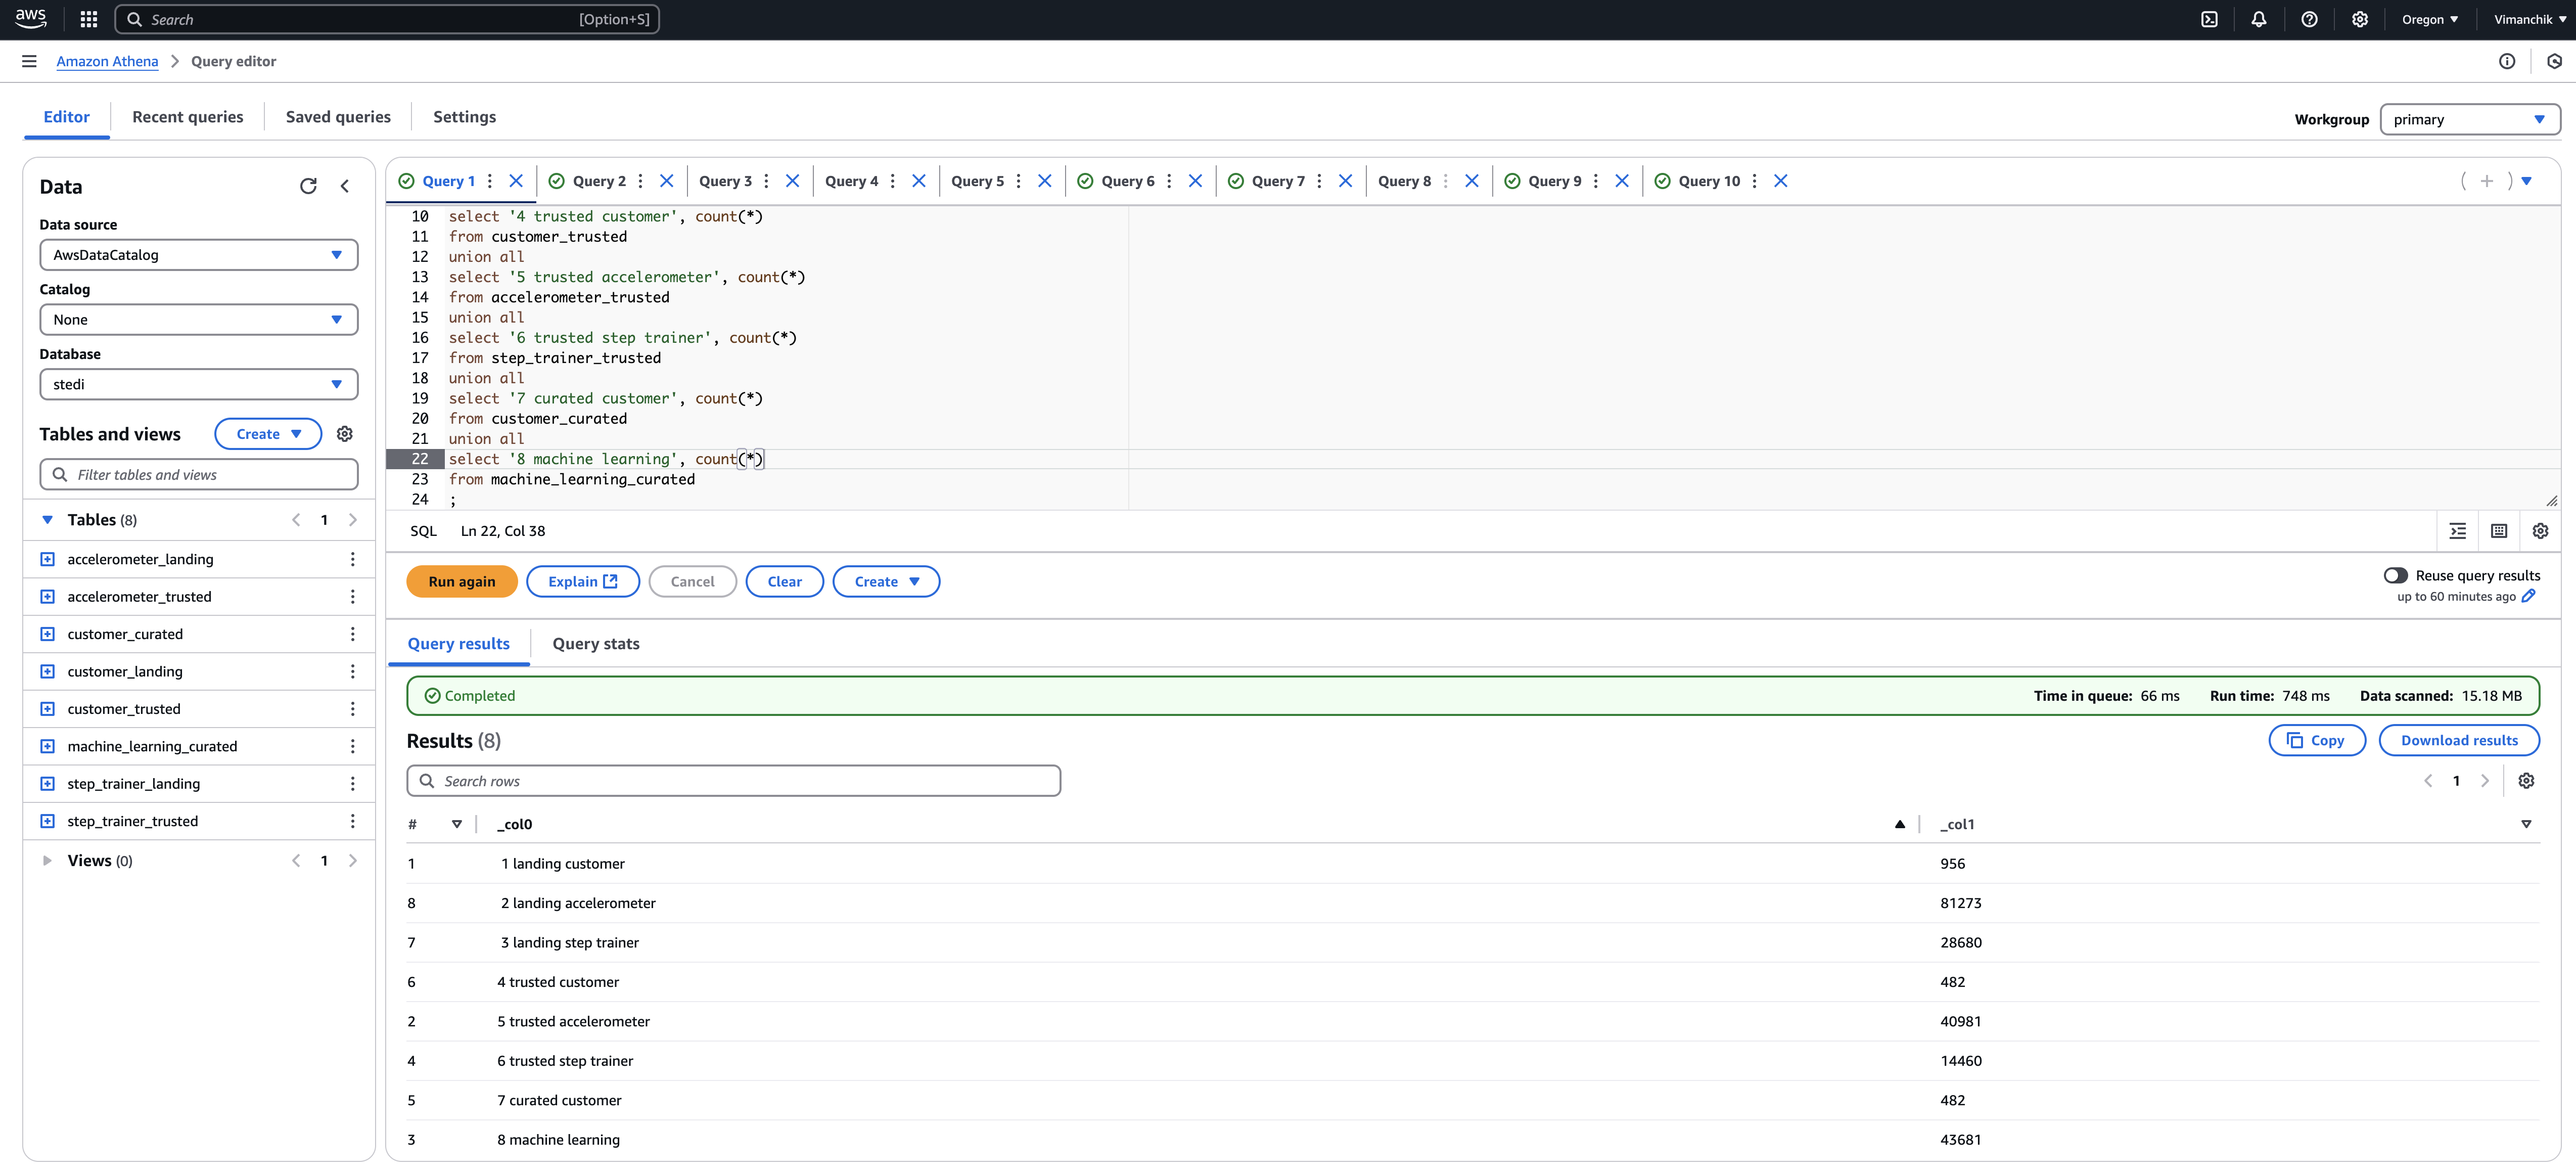 aws
Search [Option+S]
Oregon
Vimanchik
Amazon Athena > Query editor
Editor
Recent queries
Saved queries
Settings
Workgroup
primary
Data
Data source
AwsDataCatalog
Catalog
None
Database
stedi
Tables and views
Create
Filter tables and views
Tables (8)
1
accelerometer_landing
accelerometer_trusted
customer_curated
customer_landing
customer_trusted
machine_learning_curated
step_trainer_landing
step_trainer_trusted
Views (0)
1
Query 1
Query 2
Query 3
Query 4
Query 5
Query 6
Query 7
Query 8
Query 9
Query 10
10 select '4 trusted customer', count(*)
11 from customer_trusted
12 union all
13 select '5 trusted accelerometer', count(*)
14 from accelerometer_trusted
15 union all
16 select '6 trusted step trainer', count(*)
17 from step_trainer_trusted
18 union all
19 select '7 curated customer', count(*)
20 from customer_curated
21 union all
22 select '8 machine learning', count(*)
23 from machine_learning_curated
24 ;
SQL Ln 22, Col 38
Run again
Explain
Cancel
Clear
Create
Reuse query results
up to 60 minutes ago
Query results
Query stats
Completed
Time in queue: 66 ms
Run time: 748 ms
Data scanned: 15.18 MB
Results (8)
Copy
Download results
Search rows
1
# _col0 _col1
1 1 landing customer 956
8 2 landing accelerometer 81273
7 3 landing step trainer 28680
6 4 trusted customer 482
2 5 trusted accelerometer 40981
4 6 trusted step trainer 14460
5 7 curated customer 482
3 8 machine learning 43681